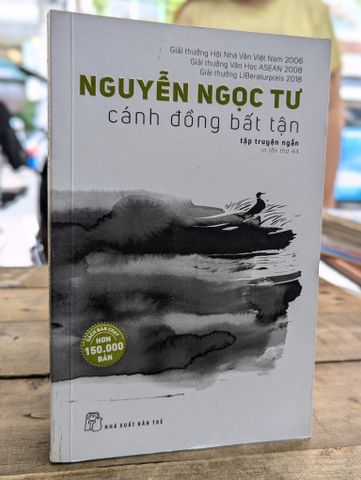 Giải thưởng Hội Nhà Văn Việt Nam 2006
Giải thưởng Văn Học ASEAN 2008
Giải thưởng LiBeraturpreis 2018
NGUYỄN NGỌC TƯ
cánh đồng bất tận
tập truyện ngắn
in lần thứ 44
SÁCH BÁN CHẠY
HƠN
150.000
BẢN
NHÀ XUẤT BẢN TRẺ